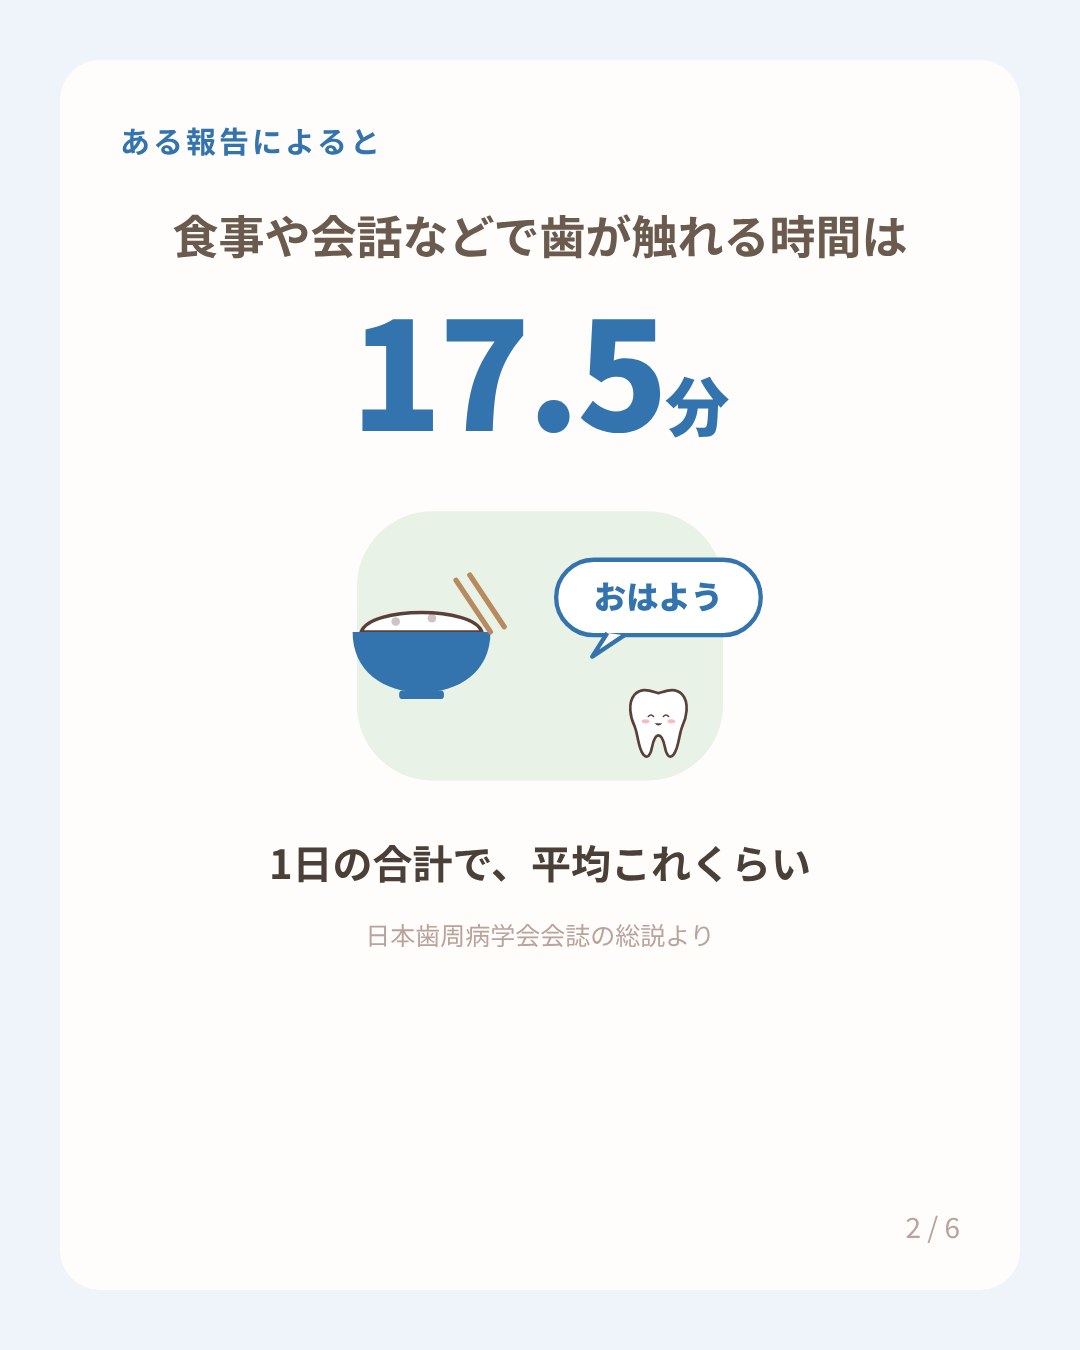 ある報告によると
食事や会話などで歯が触れる時間は
17.5分
おはよう
1日の合計で、平均これくらい
日本歯周病学会会誌の総説より
2 / 6